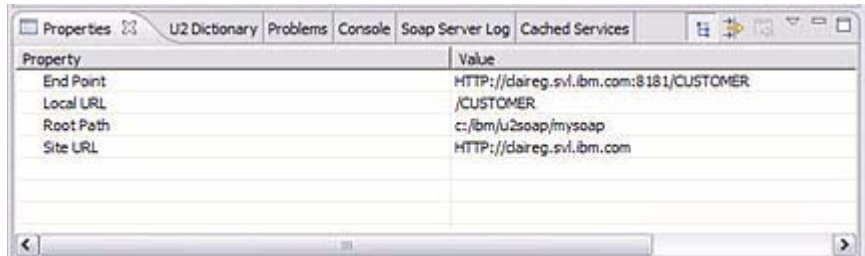 Properties U2 Dictionary Problems Console Soap Server Log Cached Services
Property Value
End Point HTTP://claireg.svl.ibm.com:8181/CUSTOMER
Local URL /CUSTOMER
Root Path c:/ibm/u2soap/mysoap
Site URL HTTP://claireg.svl.ibm.com